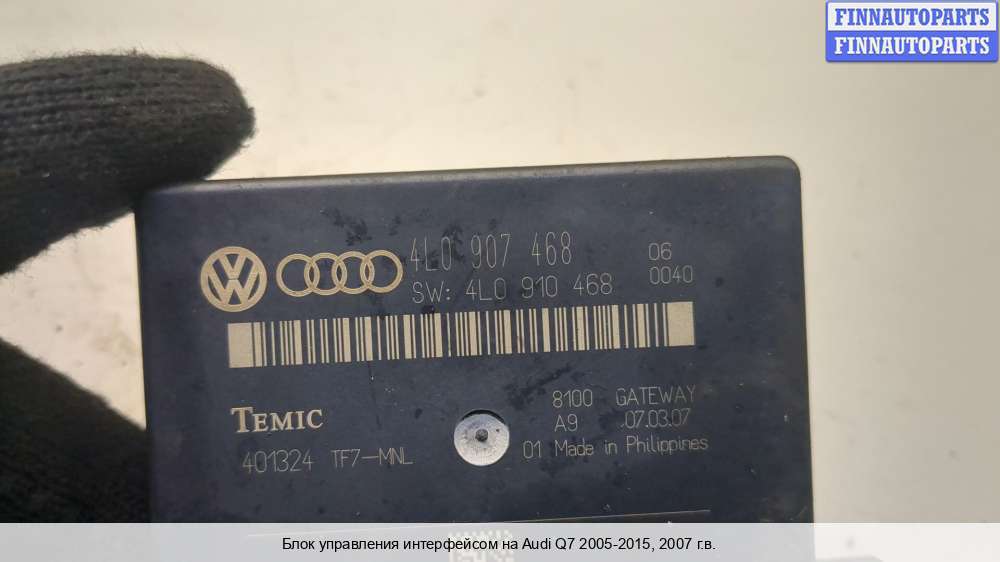 FINNAUTOPARTS
FINNAUTOPARTS
4L0 907 468 06
SW: 4L0 910 468 0040
8100 GATEWAY
TEMIC A9 07.03.07
401324 TF7-MNL 01 Made in Philippines
Блок управления интерфейсом на Audi Q7 2005-2015, 2007 г.в.